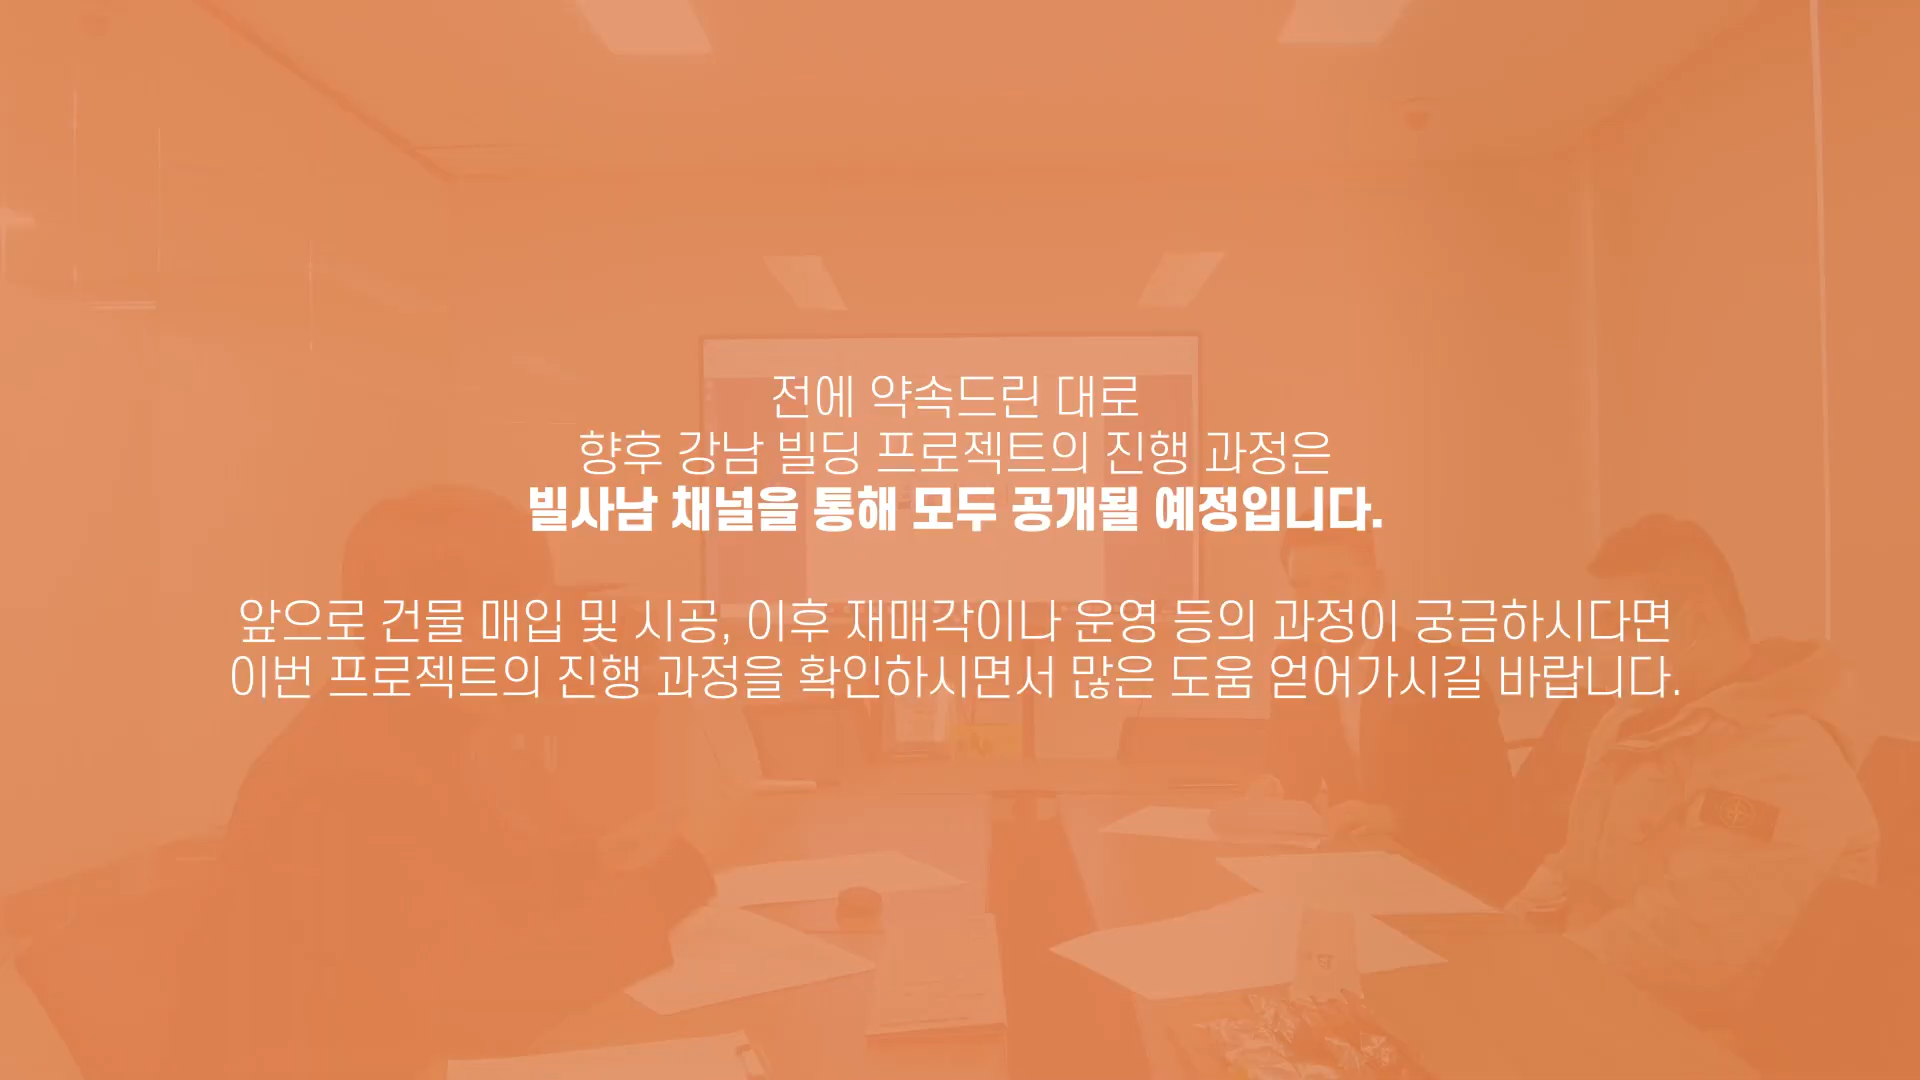 전에 약속드린 대로
향후 강남 빌딩 프로젝트의 진행 과정은
빌사남 채널을 통해 모두 공개될 예정입니다.
앞으로 건물 매입 및 시공, 이후 재매각이나 운영 등의 과정이 궁금하시다면
이번 프로젝트의 진행 과정을 확인하시면서 많은 도움 얻어가시길 바랍니다.